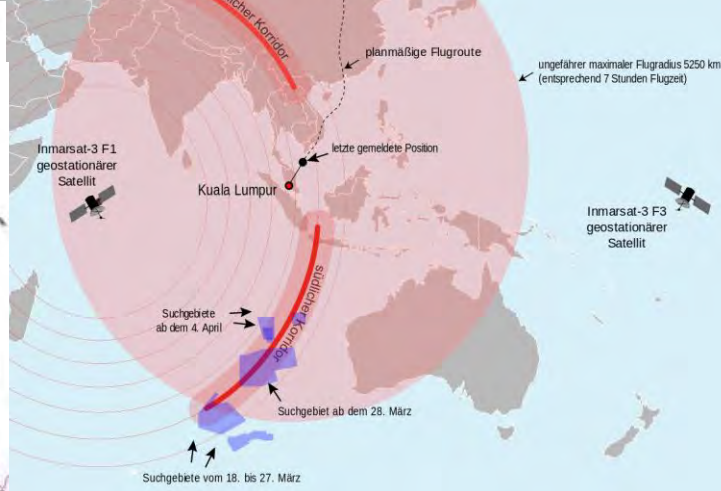 licher Korridor
planmäßige Flugroute
ungefährer maximaler Flugradius 5250 km
(entsprechend 7 Stunden Flugzeit)
letzte gemeldete Position
Inmarsat-3 F1
geostationärer
Satellit
Kuala Lumpur
Inmarsat-3 F3
geostationärer
Satellit
südlicher Korridor
Suchgebiete
ab dem 4. April
Suchgebiet ab dem 28. März
Suchgebiete vom 18. bis 27. März